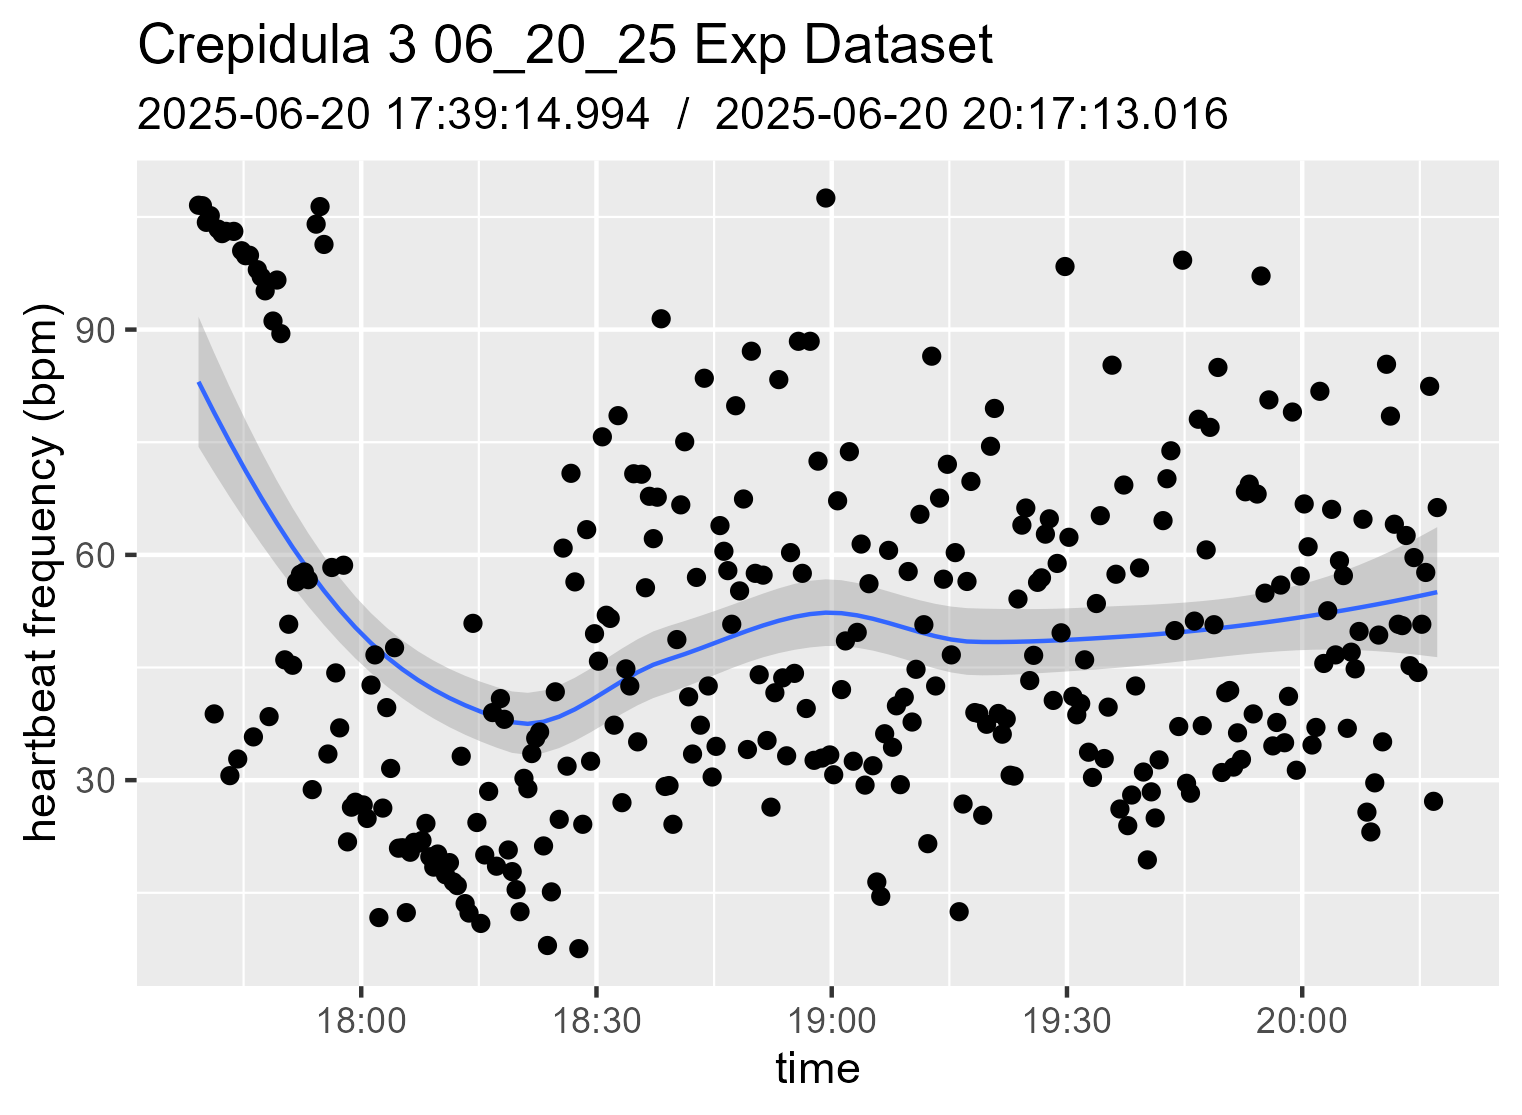 Crepidula 3 06_20_25 Exp Dataset
2025-06-20 17:39:14.994 / 2025-06-20 20:17:13.016
heartbeat frequency (bpm)
90
60
30
18:00 18:30 19:00 19:30 20:00
time